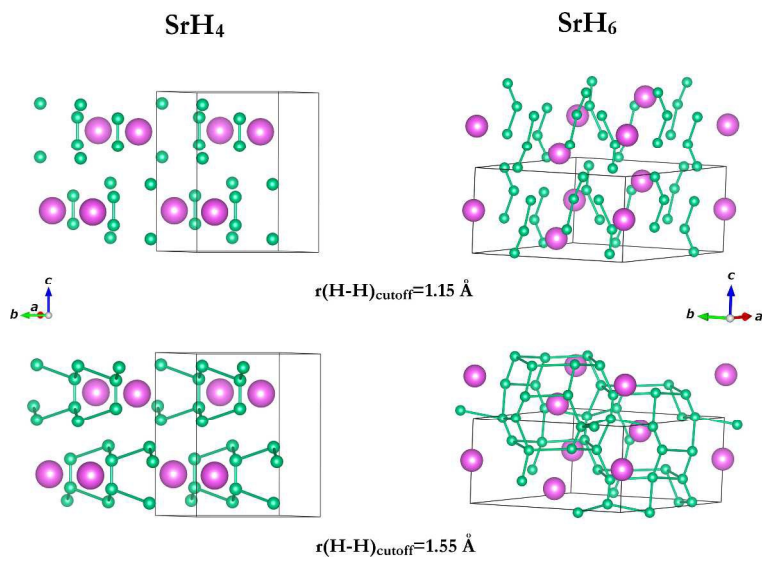 SrH₄
SrH₆
r(H-H)cutoff=1.15 Å
c
b
a
c
b
a
r(H-H)cutoff=1.55 Å